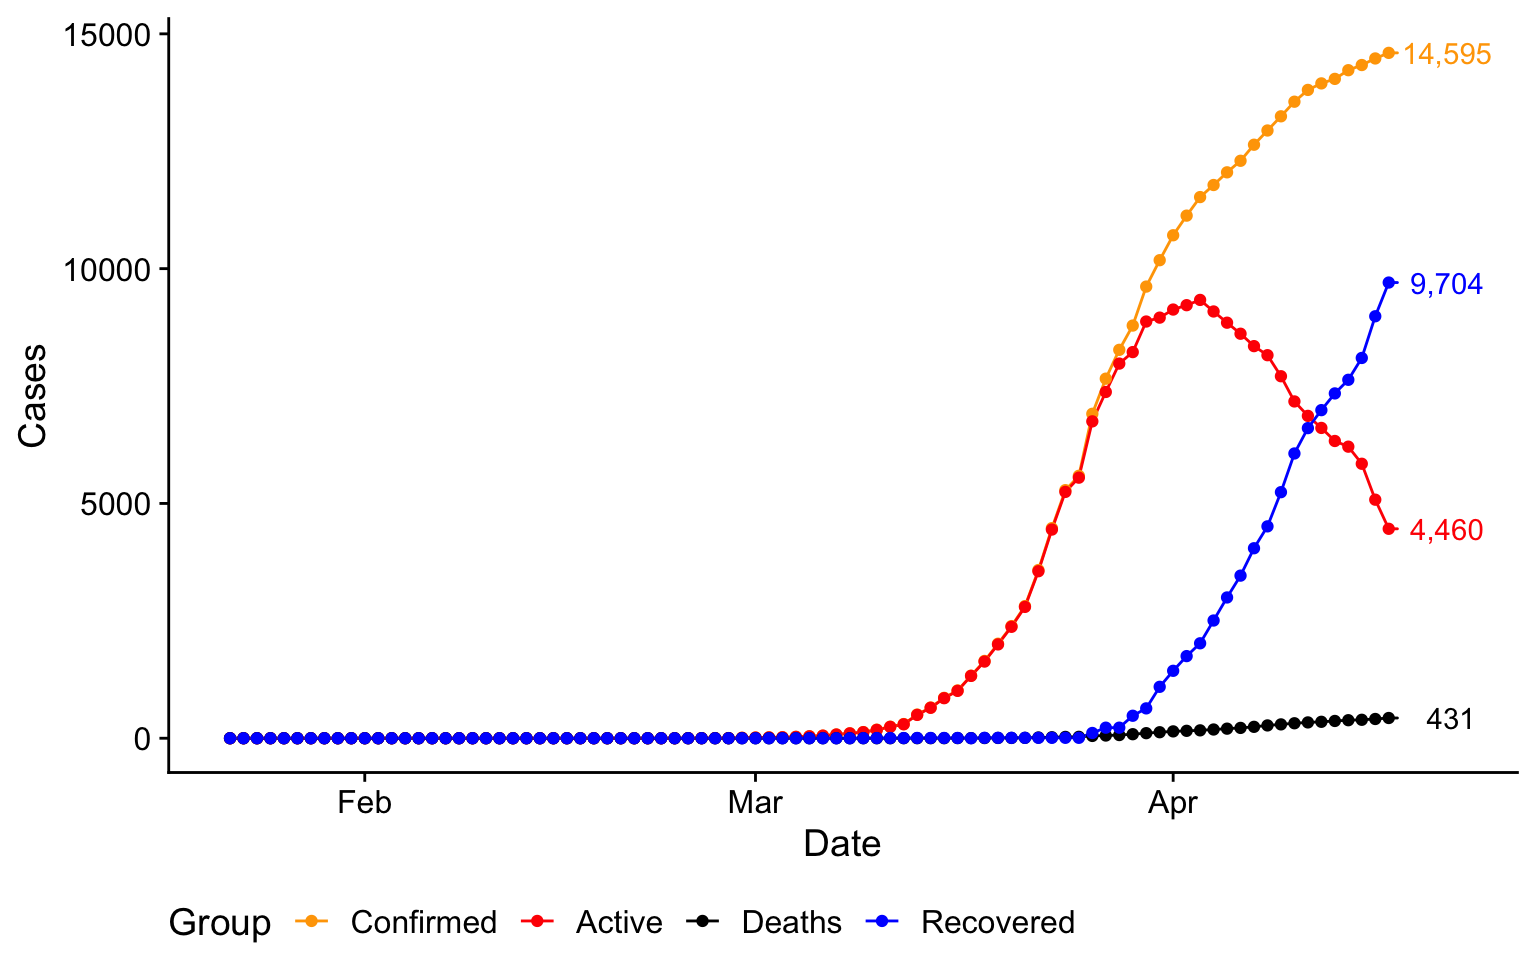 15000
14,595
10000
9,704
Cases
5000
4,460
431
0
Feb Mar Apr
Date
Group Confirmed Active Deaths Recovered